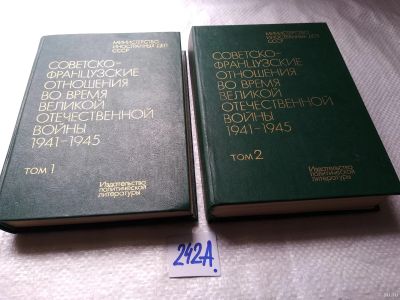 МИНИСТЕРСТВО
ИНОСТРАННЫХ ДЕЛ
СССР
СОВЕТСКО-
ФРАНЦУЗСКИЕ
ОТНОШЕНИЯ
ВО ВРЕМЯ
ВЕЛИКОЙ
ОТЕЧЕСТВЕННОЙ
ВОЙНЫ
1941-1945
ТОМ 1
Издательство
политической
литературы
МИНИСТЕРСТВО
ИНОСТРАННЫХ ДЕЛ
СССР
СОВЕТСКО-
ФРАНЦУЗСКИЕ
ОТНОШЕНИЯ
ВО ВРЕМЯ
ВЕЛИКОЙ
ОТЕЧЕСТВЕННОЙ
ВОЙНЫ
1941-1945
ТОМ 2
Издательство
политической
литературы
242А.